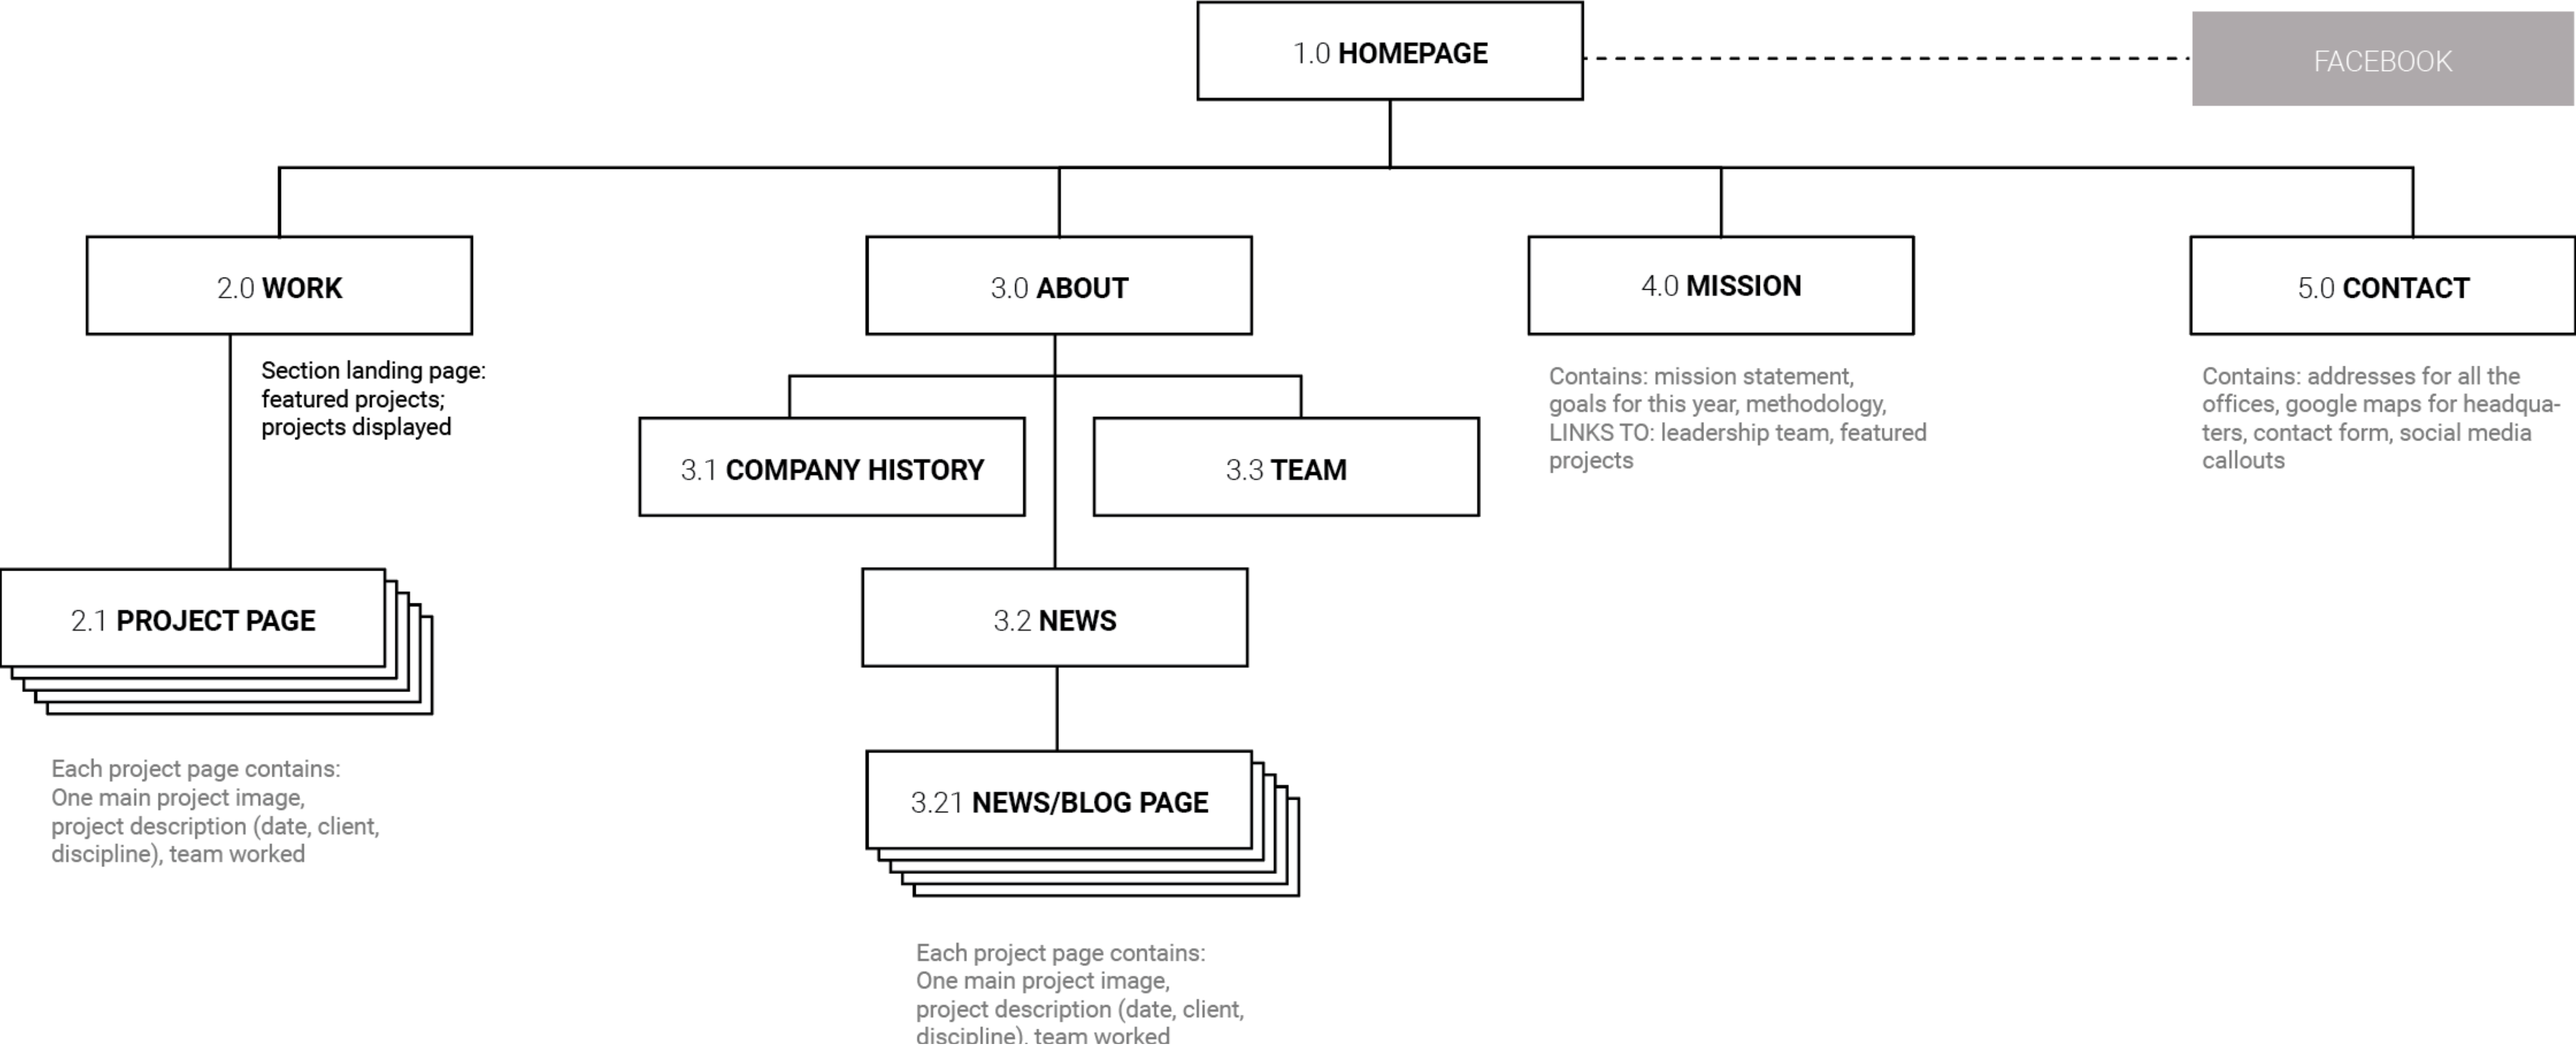 1.0 HOMEPAGE
FACEBOOK
2.0 WORK
3.0 ABOUT
4.0 MISSION
5.0 CONTACT
Section landing page:
featured projects;
projects displayed
Contains: mission statement,
goals for this year, methodology,
LINKS TO: leadership team, featured
projects
Contains: addresses for all the
offices, google maps for headqua-
ters, contact form, social media
callouts
3.1 COMPANY HISTORY
3.3 TEAM
2.1 PROJECT PAGE
3.2 NEWS
Each project page contains:
One main project image,
project description (date, client,
discipline), team worked
3.21 NEWS/BLOG PAGE
Each project page contains:
One main project image,
project description (date, client,
discipline), team worked